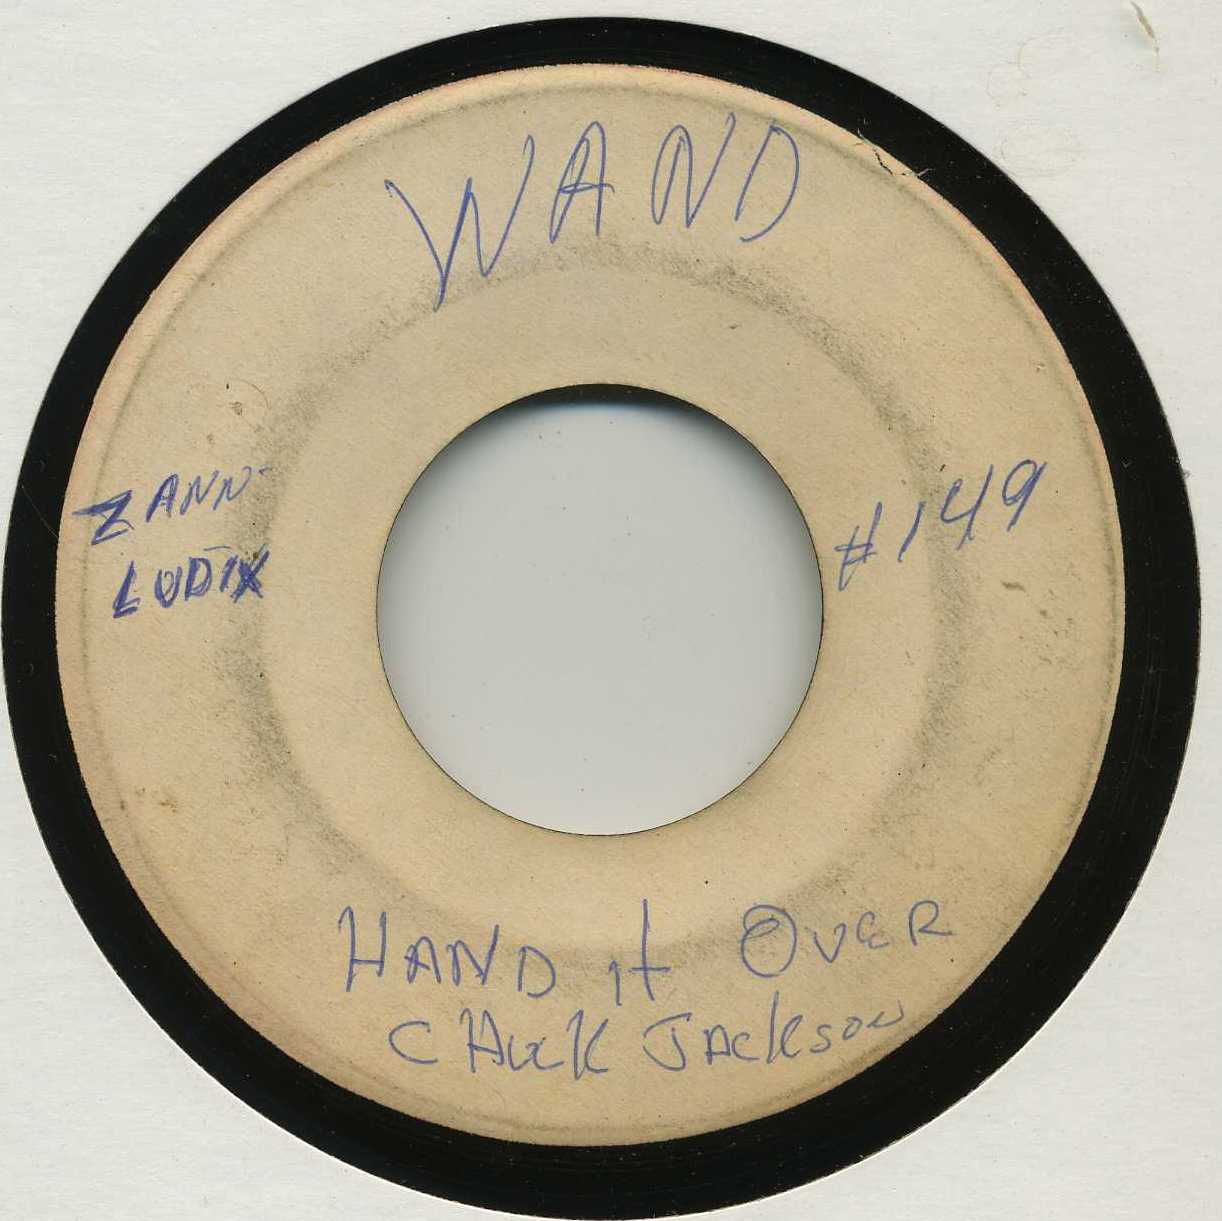 WAND
ZANN
LUDIX
#149
HAND it OVER
CHUCK JACKSON